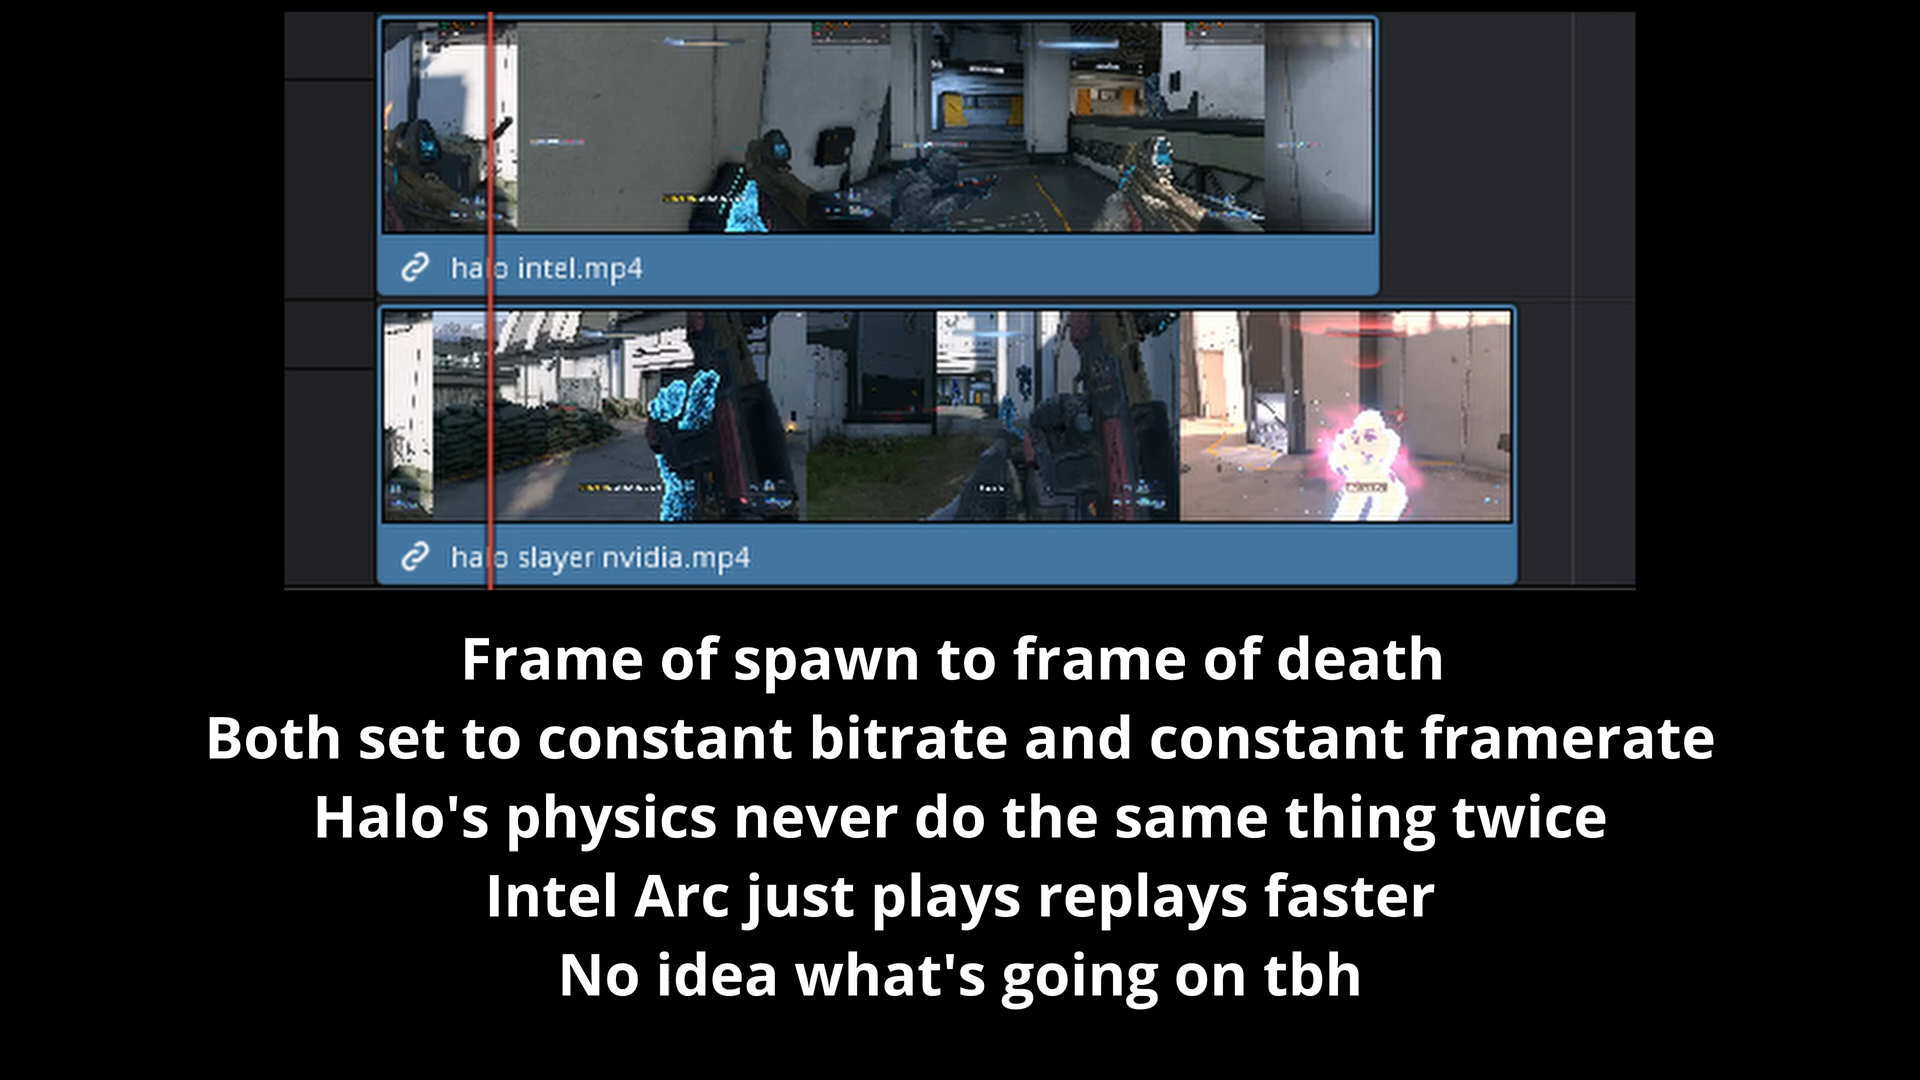 halo intel.mp4
halo slayer nvidia.mp4
Frame of spawn to frame of death
Both set to constant bitrate and constant framerate
Halo's physics never do the same thing twice
Intel Arc just plays replays faster
No idea what's going on tbh